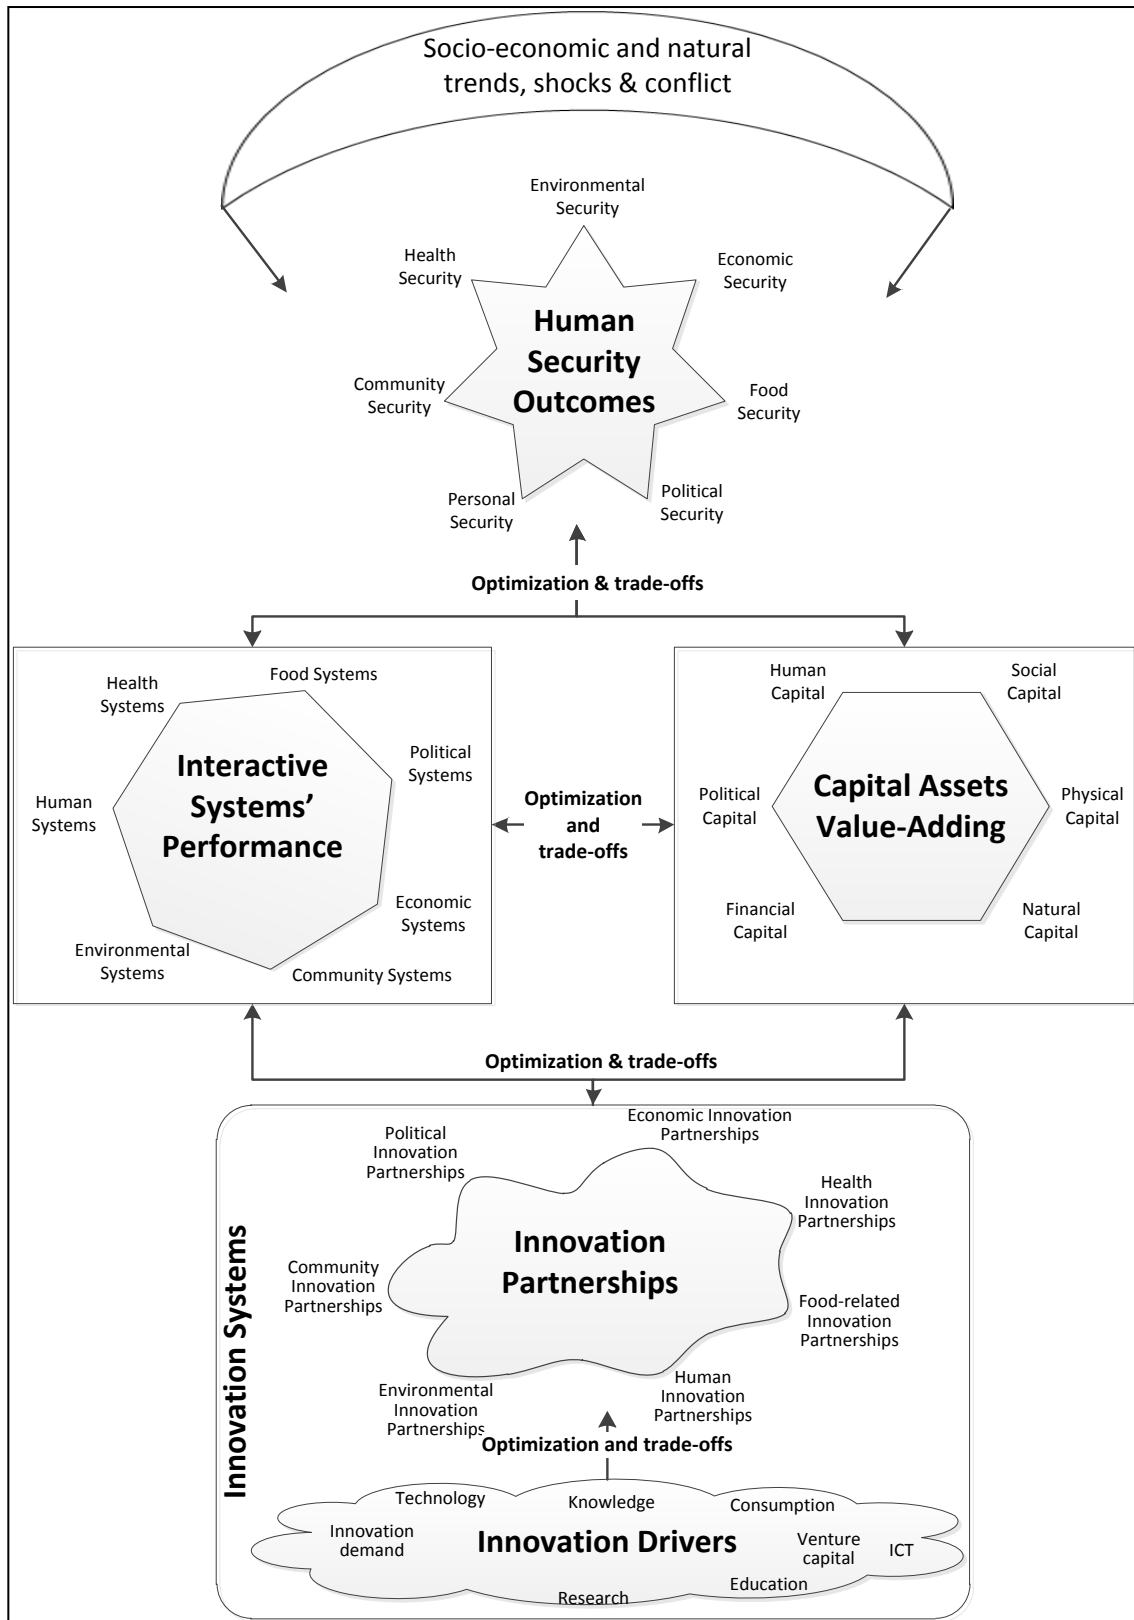 Socio-economic and natural
trends, shocks & conflict
Environmental
Security
Health
Security
Economic
Security
Human
Security
Outcomes
Community
Security
Food
Security
Personal
Security
Political
Security
Optimization & trade-offs
Food Systems
Health
Systems
Political
Systems
Interactive
Systems’
Performance
Human
Systems
Economic
Systems
Environmental
Systems
Community Systems
Optimization
and
trade-offs
Human
Capital
Social
Capital
Political
Capital
Capital Assets
Value-Adding
Physical
Capital
Financial
Capital
Natural
Capital
Optimization & trade-offs
Innovation Systems
Economic Innovation
Partnerships
Political
Innovation
Partnerships
Health
Innovation
Partnerships
Innovation
Partnerships
Community
Innovation
Partnerships
Food-related
Innovation
Partnerships
Environmental
Innovation
Partnerships
Human
Innovation
Partnerships
Optimization and trade-offs
Technology
Knowledge
Consumption
Innovation
demand
Innovation Drivers
Venture
capital
ICT
Education
Research